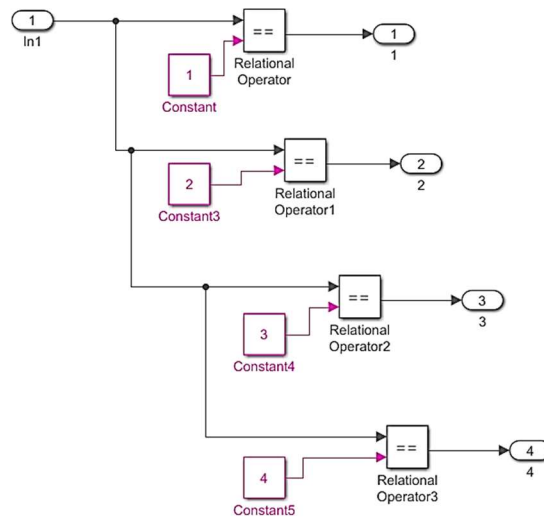 1
In1
==
1
Relational
Operator
1
1
Constant
==
2
Relational
Operator1
2
2
Constant3
==
3
Relational
Operator2
3
3
Constant4
==
4
Relational
Operator3
4
4
Constant5